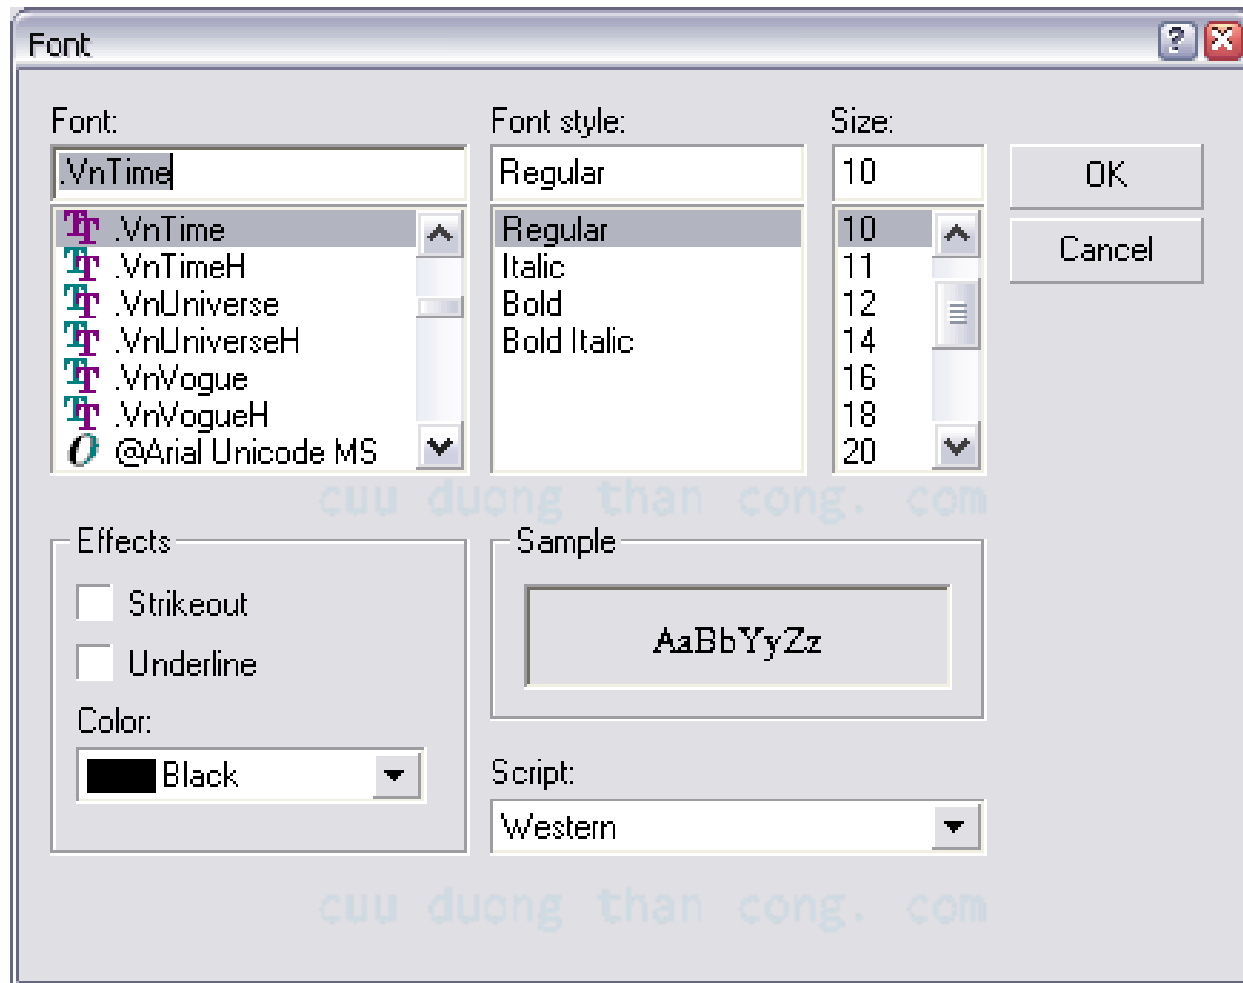 Font
Font:
Font style:
Size:
.VnTime
Regular
10
OK
Cancel
.VnTime
.VnTimeH
.VnUniverse
.VnUniverseH
.VnVogue
.VnVogueH
@Arial Unicode MS
Regular
Italic
Bold
Bold Italic
10
11
12
14
16
18
20
cuu duong than cong. com
Effects
Strikeout
Underline
Color:
Black
Sample
AaBbYyZz
Script:
Western
cuu duong than cong. com